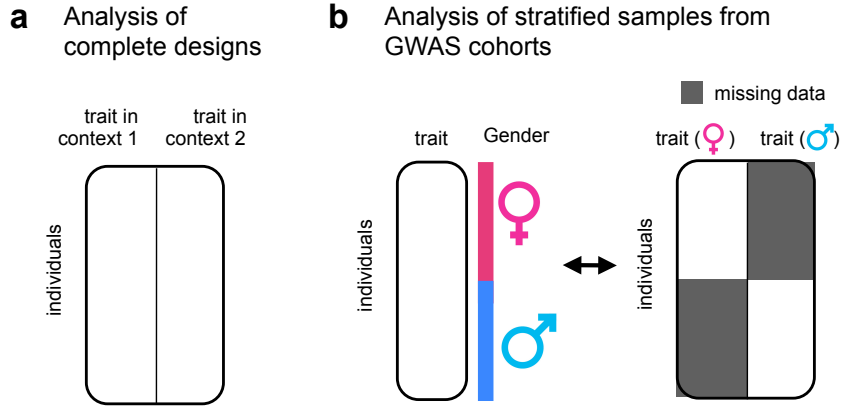 a Analysis of
complete designs
trait in
context 1
trait in
context 2
individuals
b Analysis of stratified samples from
GWAS cohorts
trait
Gender
individuals
missing data
trait (♀) trait (♂)
individuals